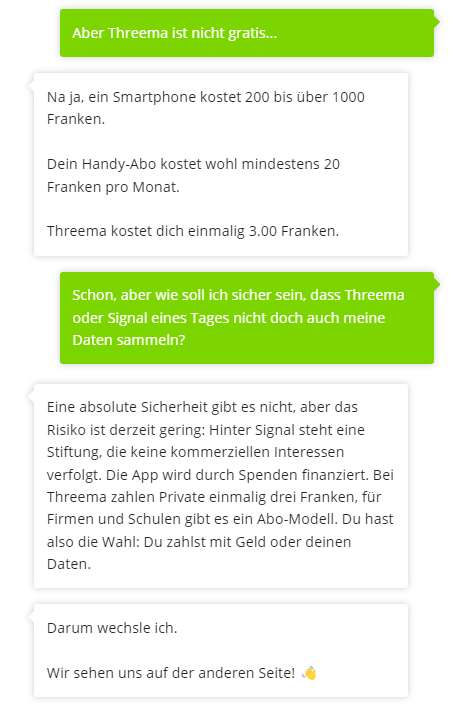 Aber Threema ist nicht gratis...
Na ja, ein Smartphone kostet 200 bis über 1000
Franken.
Dein Handy-Abo kostet wohl mindestens 20
Franken pro Monat.
Threema kostet dich einmalig 3.00 Franken.
Schon, aber wie soll ich sicher sein, dass Threema
oder Signal eines Tages nicht doch auch meine
Daten sammeln?
Eine absolute Sicherheit gibt es nicht, aber das
Risiko ist derzeit gering: Hinter Signal steht eine
Stiftung, die keine kommerziellen Interessen
verfolgt. Die App wird durch Spenden finanziert. Bei
Threema zahlen Private einmalig drei Franken, für
Firmen und Schulen gibt es ein Abo-Modell. Du hast
also die Wahl: Du zahlst mit Geld oder deinen
Daten.
Darum wechsle ich.
Wir sehen uns auf der anderen Seite! 👋